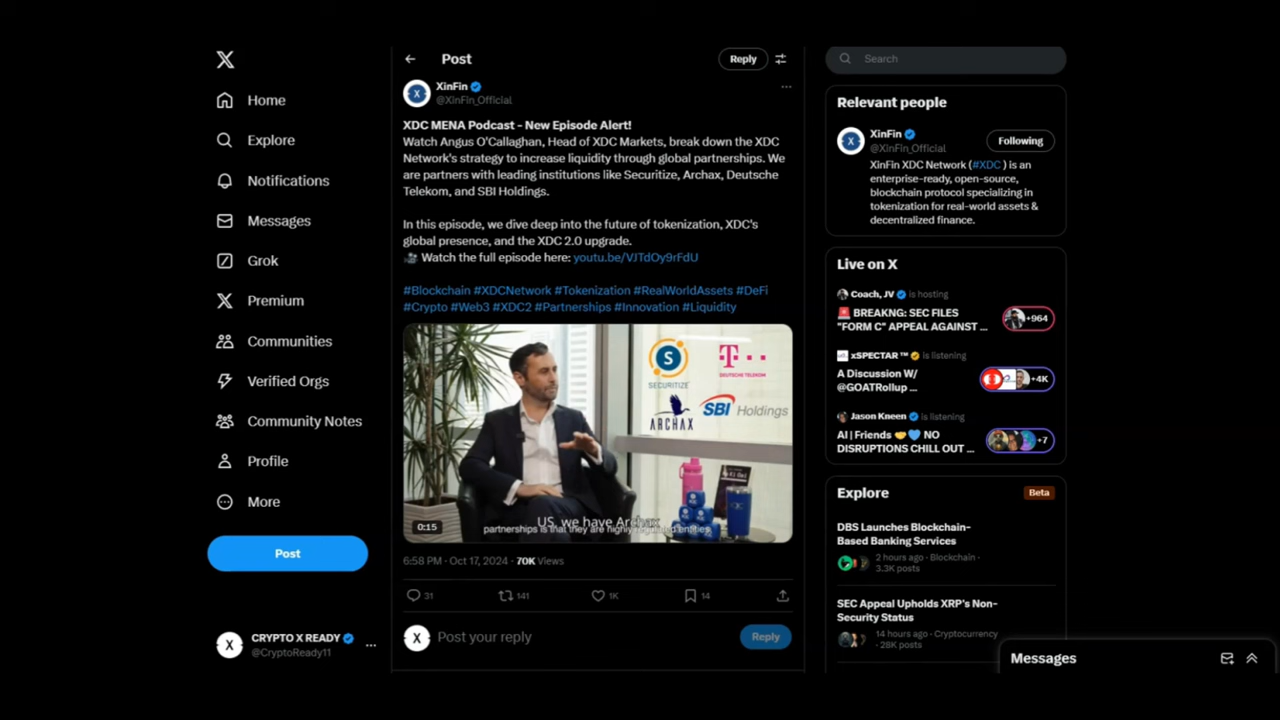 Home
Explore
Notifications
Messages
Grok
Premium
Communities
Verified Orgs
Community Notes
Profile
More
Post
CRYPTO X READY
@CryptoReady11
Post
Reply
XinFin
@XinFin_Official
XDC MENA Podcast - New Episode Alert!
Watch Angus O'Callaghan, Head of XDC Markets, break down the XDC
Network's strategy to increase liquidity through global partnerships. We
are partners with leading institutions like Securitize, Archax, Deutsche
Telekom, and SBI Holdings.
In this episode, we dive deep into the future of tokenization, XDC's
global presence, and the XDC 2.0 upgrade.
Watch the full episode here: youtu.be/VJTdOy9rFdU
#Blockchain #XDCNetwork #Tokenization #RealWorldAssets #DeFi
#Crypto #Web3 #XDC2 #Partnerships #Innovation #Liquidity
SECURITIZE
DEUTSCHE TELEKOM
ARCHAX
SBI Holdings
US, we have Archax
partnerships is that they are highly regulated entities
0:15
6:58 PM · Oct 17, 2024 · 70K Views
31 141 1K 14
Post your reply
Reply
Search
Relevant people
XinFin
@XinFin_Official
Following
XinFin XDC Network (#XDC ) is an
enterprise-ready, open-source,
blockchain protocol specializing in
tokenization for real-world assets &
decentralized finance.
Live on X
Coach, JV is hosting
BREAKNG: SEC FILES
"FORM C" APPEAL AGAINST ...
+964
xSPECTAR ™ is listening
A Discussion W/
@GOATRollup ...
+4K
Jason Keen is listening
AI | Friends NO
DISRUPTIONS CHILL OUT ...
+7
Explore
Beta
DBS Launches Blockchain-
Based Banking Services
2 hours ago · Blockchain ·
3.3K posts
SEC Appeal Upholds XRP's Non-
Security Status
14 hours ago · Cryptocurrency
· 28K posts
Messages